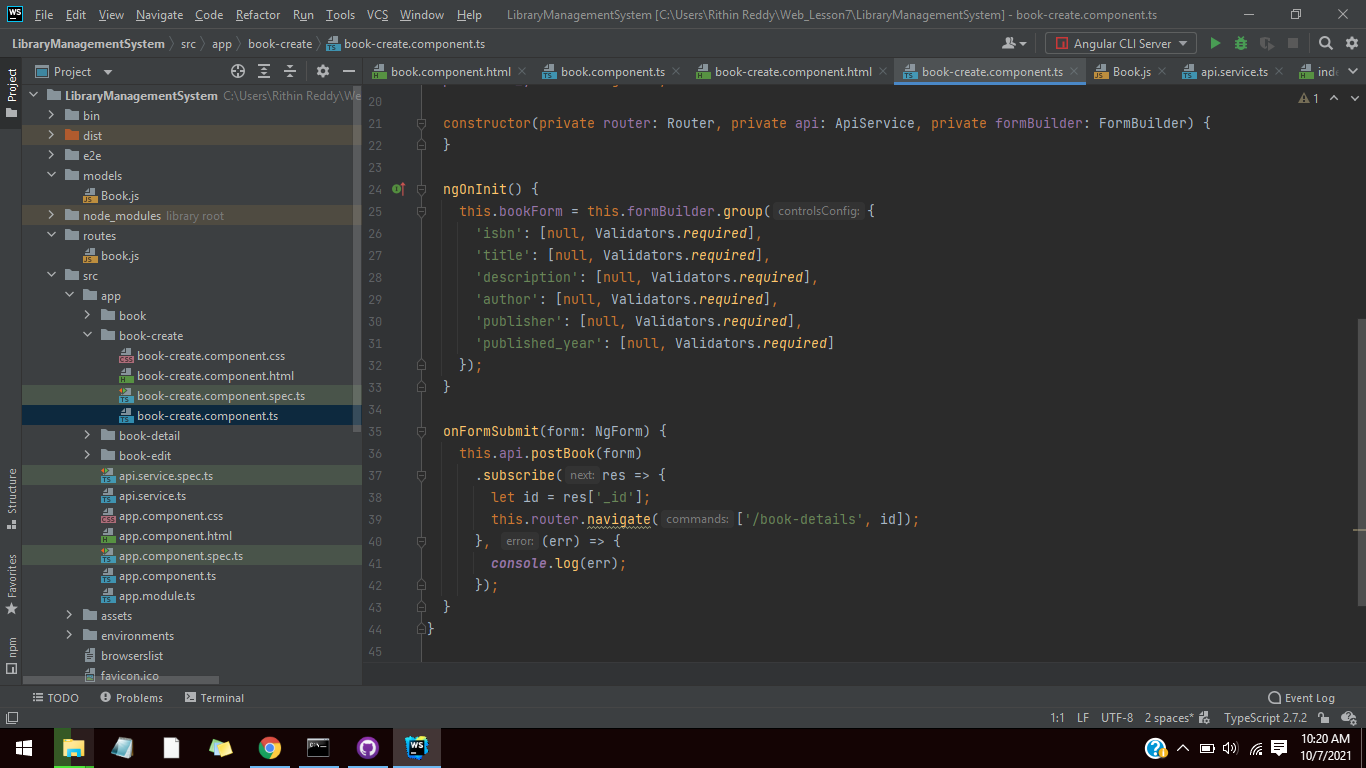 WS File Edit View Navigate Code Refactor Run Tools VCS Window Help LibraryManagementSystem [C:\Users\Rithin Reddy\Web_Lesson7\LibraryManagementSystem] - book-create.component.ts
LibraryManagementSystem src app book-create book-create.component.ts Angular CLI Server
Project
Project
book.component.html book.component.ts book-create.component.html book-create.component.ts Book.js api.service.ts
LibraryManagementSystem C:\Users\Rithin Reddy\We
bin
dist
e2e
models
Book.js
node_modules library root
routes
book.js
src
app
book
book-create
book-create.component.css
book-create.component.html
book-create.component.spec.ts
book-create.component.ts
book-detail
book-edit
api.service.spec.ts
api.service.ts
app.component.css
app.component.html
app.component.spec.ts
app.component.ts
app.module.ts
assets
environments
browserslist
favicon.ico
Structure
Favorites
npm
1
20
21 constructor(private router: Router, private api: ApiService, private formBuilder: FormBuilder) {
22 }
23
24 ngOnInit() {
25 this.bookForm = this.formBuilder.group( controlsConfig: {
26 'isbn': [null, Validators.required],
27 'title': [null, Validators.required],
28 'description': [null, Validators.required],
29 'author': [null, Validators.required],
30 'publisher': [null, Validators.required],
31 'published_year': [null, Validators.required]
32 });
33 }
34
35 onFormSubmit(form: NgForm) {
36 this.api.postBook(form)
37 .subscribe( next: res => {
38 let id = res['_id'];
39 this.router.navigate( commands: ['/book-details', id]);
40 }, error: (err) => {
41 console.log(err);
42 });
43 }
44 }
45
TODO Problems Terminal Event Log
1:1 LF UTF-8 2 spaces* TypeScript 2.7.2
10:20 AM
10/7/2021